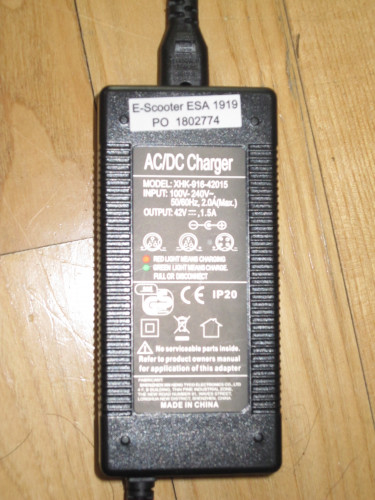 E-Scooter ESA 1919
PO 1802774
AC/DC Charger
MODEL: XHK-916-42015
INPUT: 100V- 240V~,
50/60Hz, 2.0A(Max.)
OUTPUT: 42V ⎓,1.5A
RED LIGHT MEANS CHARGING
GREEN LIGHT MEANS CHARGE.
PULL OR DISCONNECT
CE IP20
No serviceable parts inside.
Refer to product owners manual
for application of this adapter
MADE IN CHINA